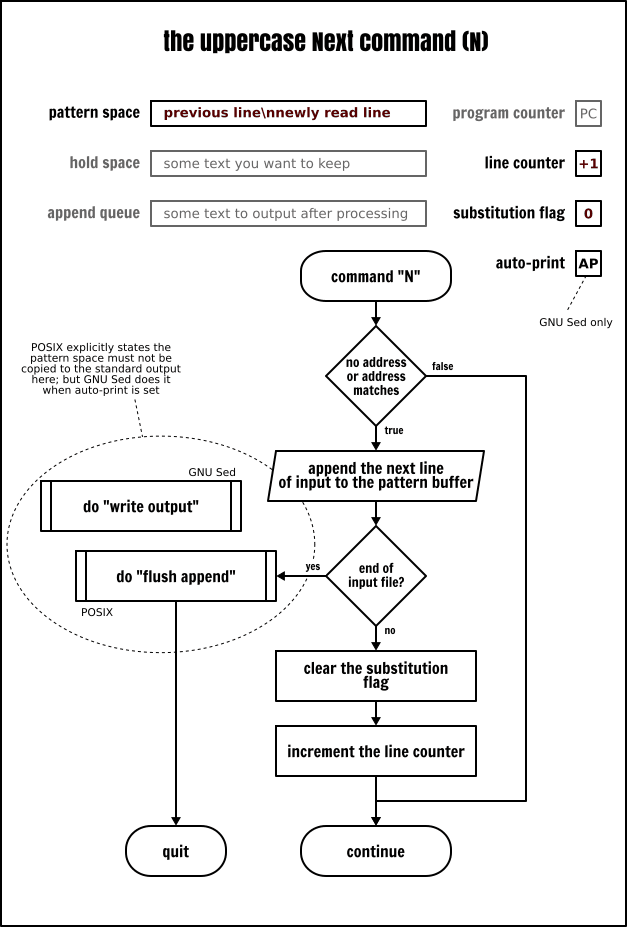 the uppercase Next command (N)
pattern space
previous line\nnewly read line
program counter
PC
hold space
some text you want to keep
line counter
+1
append queue
some text to output after processing
substitution flag
0
auto-print
AP
GNU Sed only
command "N"
no address
or address
matches
false
true
POSIX explicitly states the
pattern space must not be
copied to the standard output
here; but GNU Sed does it
when auto-print is set
append the next line
of input to the pattern buffer
GNU Sed
do "write output"
do "flush append"
POSIX
yes
end of
input file?
no
clear the substitution
flag
increment the line counter
quit
continue